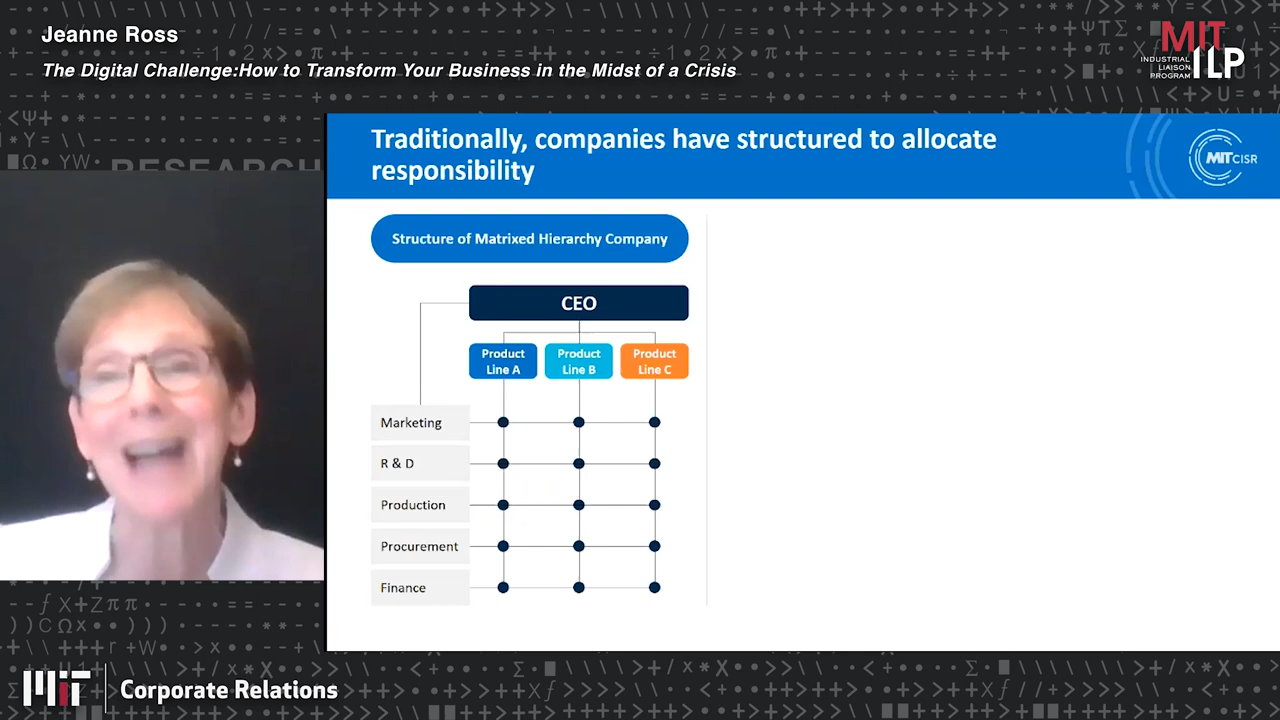 Jeanne Ross
The Digital Challenge:How to Transform Your Business in the Midst of a Crisis
MIT
INDUSTRIAL
LIAISON
PROGRAM
ILP
RESEARCH
Traditionally, companies have structured to allocate
responsibility
MIT CISR
Structure of Matrixed Hierarchy Company
CEO
Product
Line A
Product
Line B
Product
Line C
Marketing
R & D
Production
Procurement
Finance
MIT
Corporate Relations